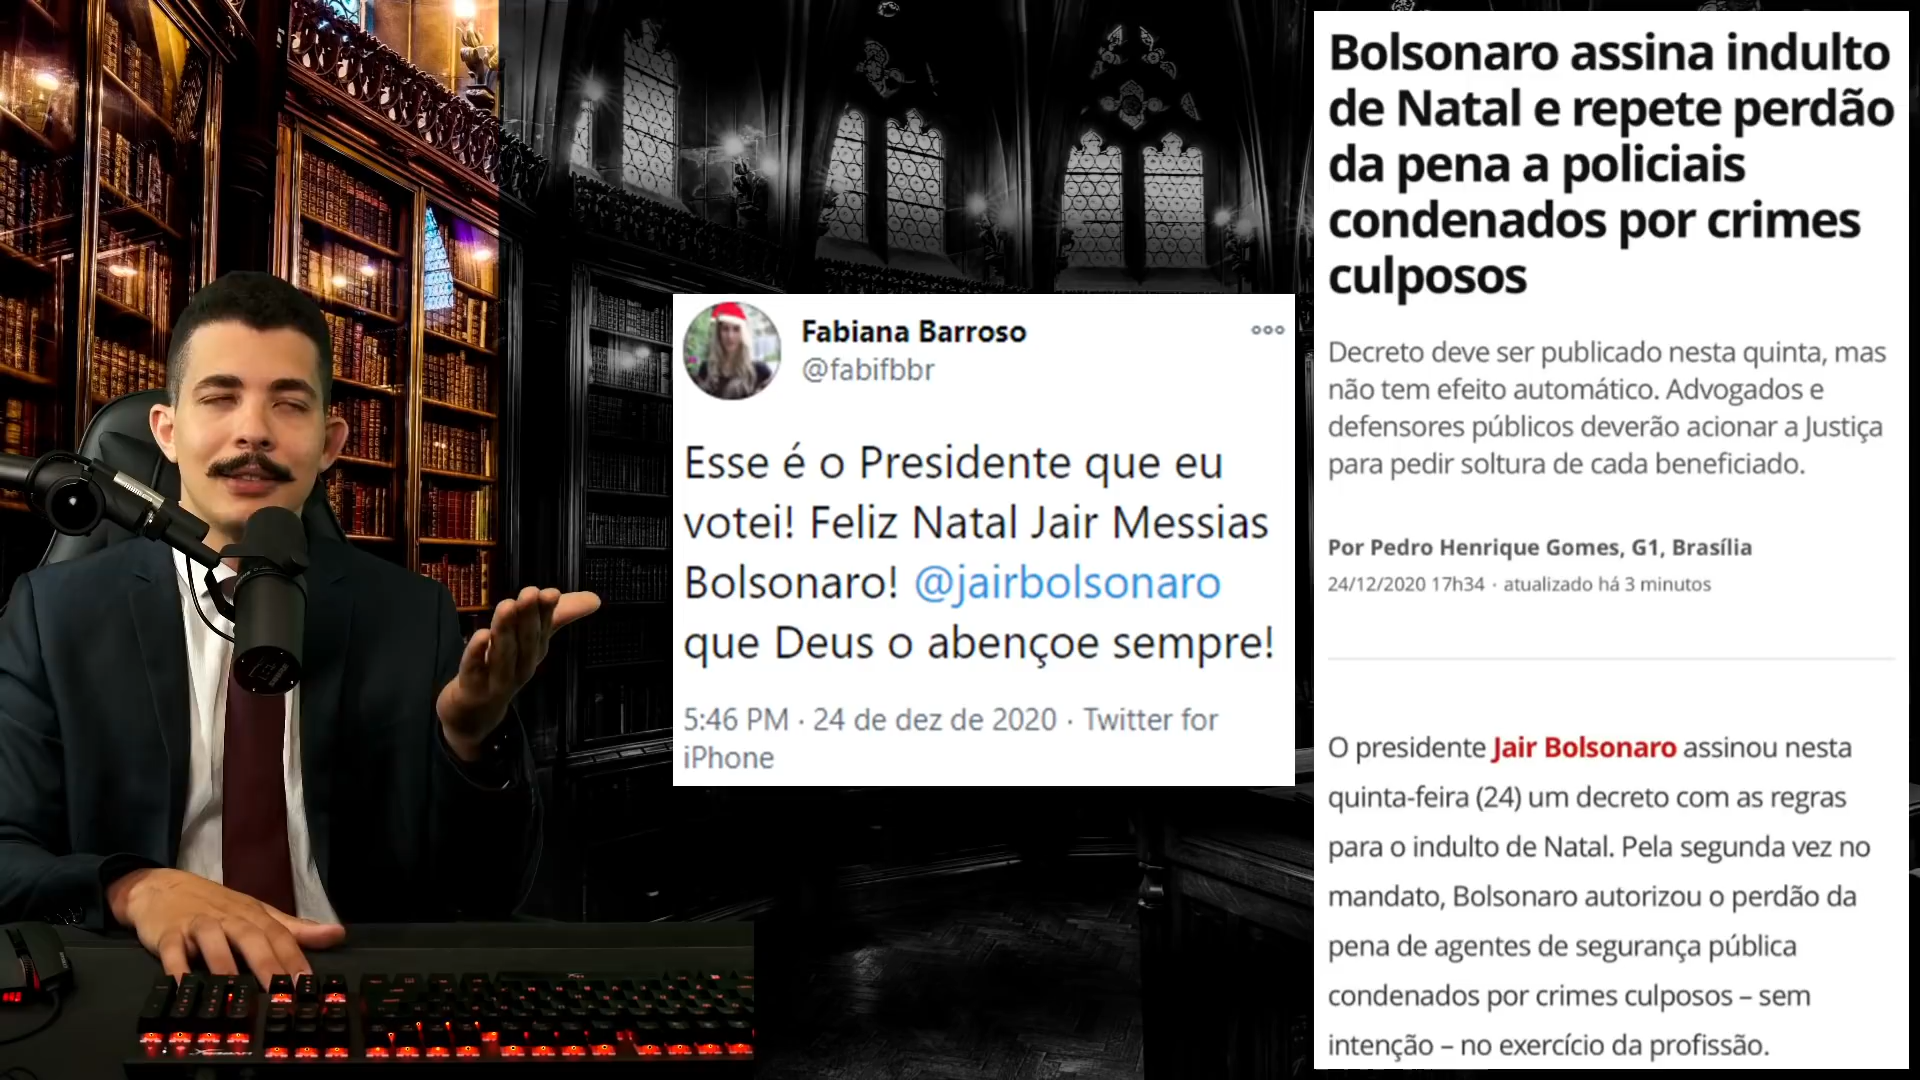 Fabiana Barroso
@fabifbbr
Esse é o Presidente que eu
votei! Feliz Natal Jair Messias
Bolsonaro! @jairbolsonaro
que Deus o abençoe sempre!
5:46 PM · 24 de dez de 2020 · Twitter for
iPhone
Bolsonaro assina indulto
de Natal e repete perdão
da pena a policiais
condenados por crimes
culposos
Decreto deve ser publicado nesta quinta, mas
não tem efeito automático. Advogados e
defensores públicos deverão acionar a Justiça
para pedir soltura de cada beneficiado.
Por Pedro Henrique Gomes, G1, Brasília
24/12/2020 17h34 · atualizado há 3 minutos
O presidente Jair Bolsonaro assinou nesta
quinta-feira (24) um decreto com as regras
para o indulto de Natal. Pela segunda vez no
mandato, Bolsonaro autorizou o perdão da
pena de agentes de segurança pública
condenados por crimes culposos – sem
intenção – no exercício da profissão.